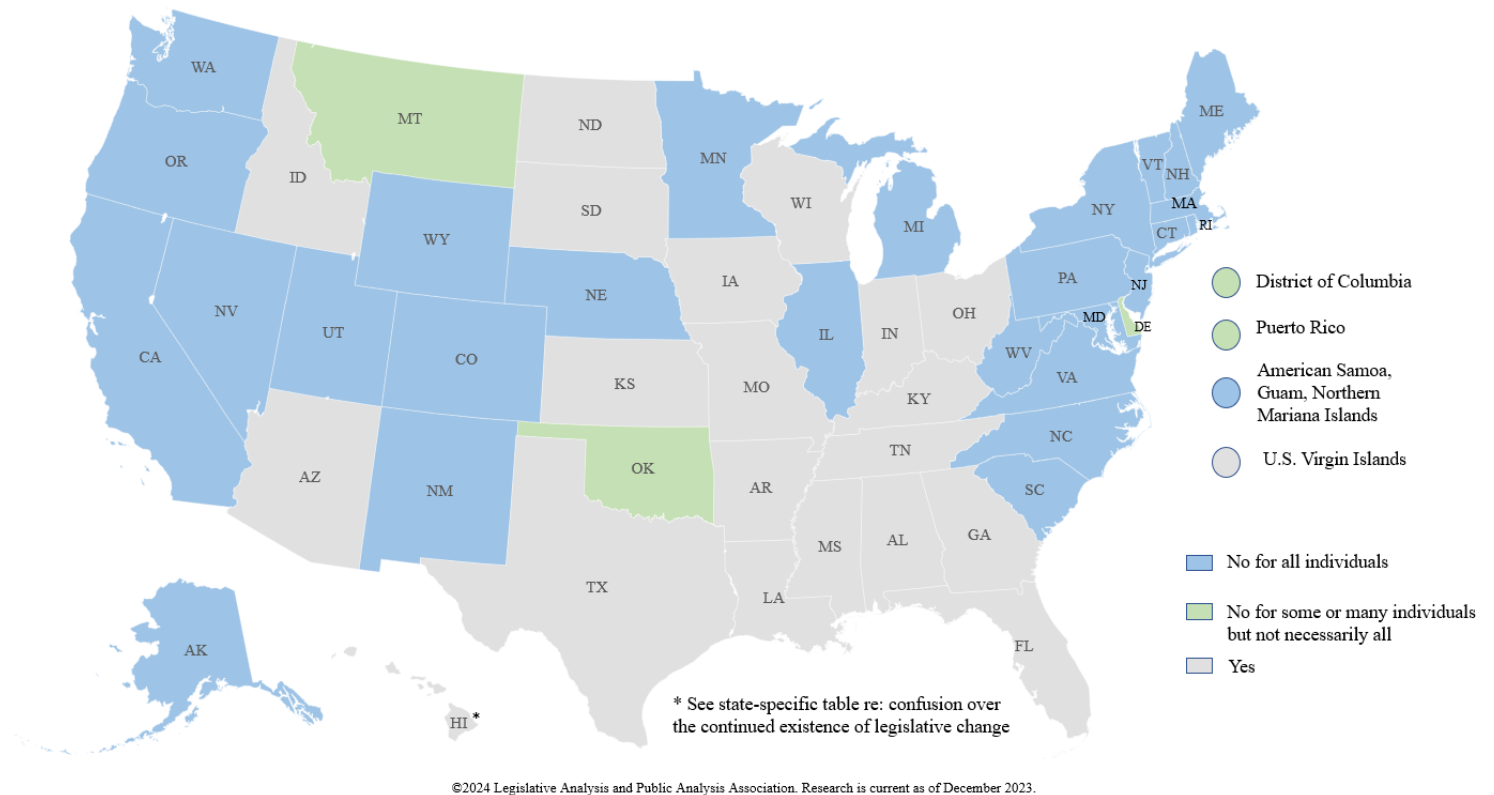 WA
MT
ND
MN
ME
OR
ID
SD
WI
MI
VT
NH
NY
MA
RI
CT
WY
IA
NE
PA
NJ
NV
UT
CO
IL
IN
OH
MD
DE
CA
KS
MO
WV
VA
KY
AZ
NM
OK
AR
TN
NC
SC
MS
AL
GA
TX
LA
FL
AK
HI *
District of Columbia
Puerto Rico
American Samoa,
Guam, Northern
Mariana Islands
U.S. Virgin Islands
No for all individuals
No for some or many individuals
but not necessarily all
Yes
* See state-specific table re: confusion over
the continued existence of legislative change
©2024 Legislative Analysis and Public Analysis Association. Research is current as of December 2023.